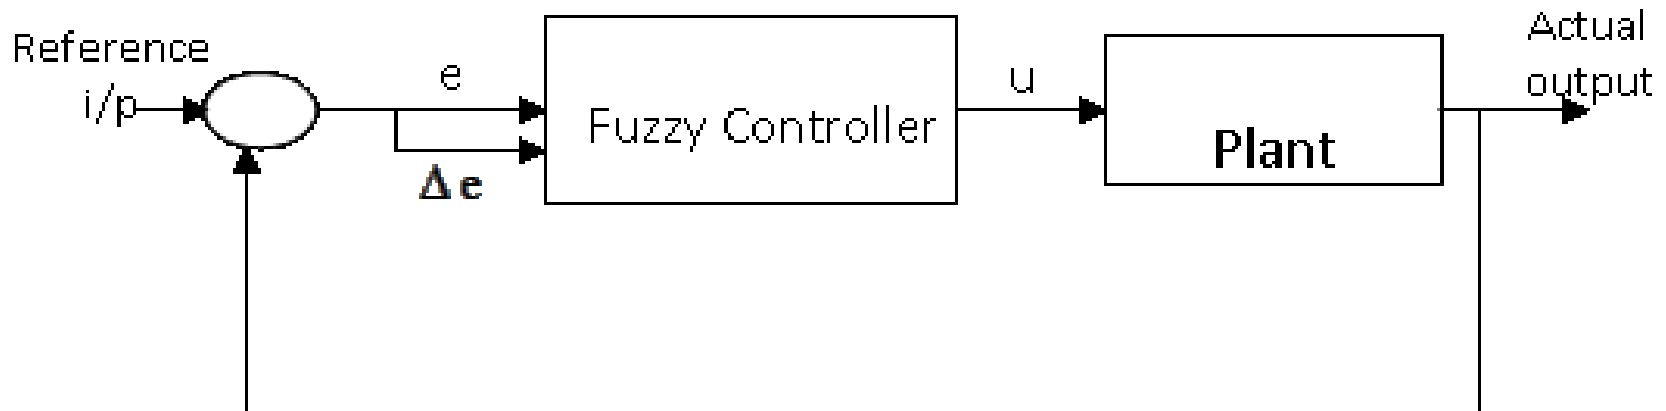 Reference
i/p
e
Δe
Fuzzy Controller
u
Plant
Actual
output